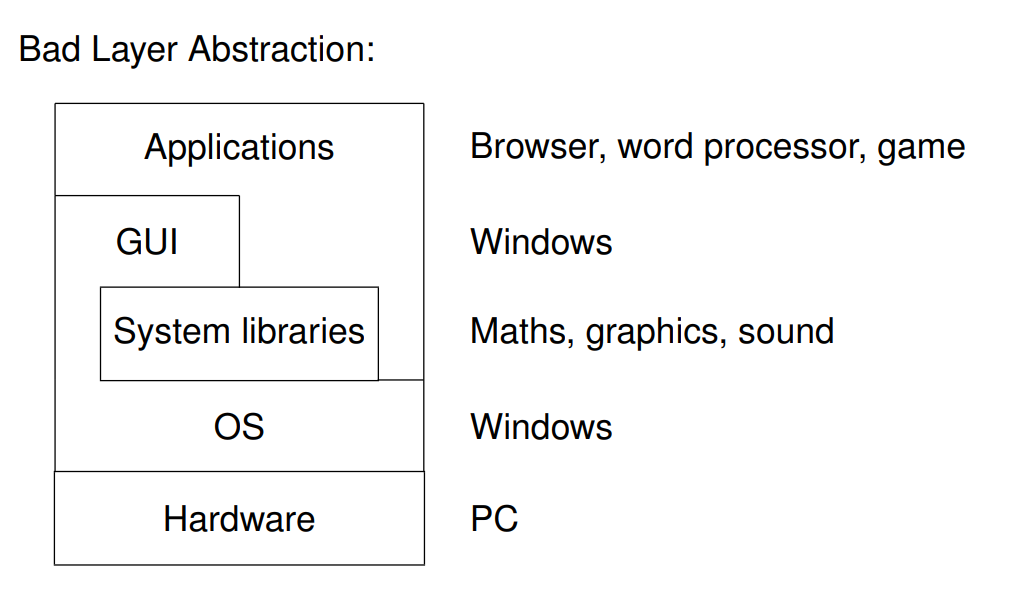 Bad Layer Abstraction:
Applications
Browser, word processor, game
GUI
Windows
System libraries
Maths, graphics, sound
OS
Windows
Hardware
PC